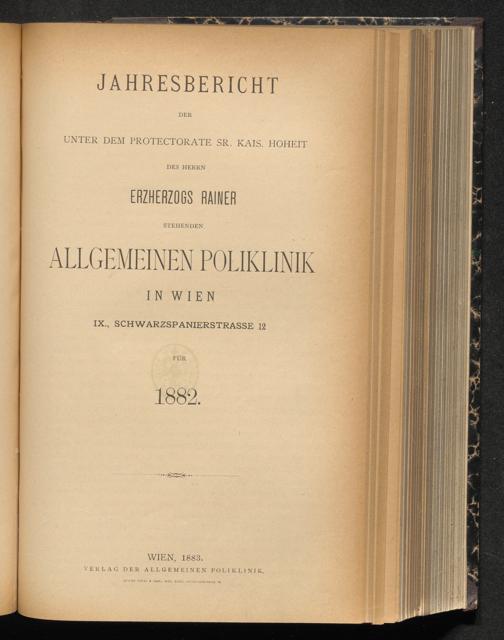 JAHRESBERICHT
DER
UNTER DEM PROTECTORATE SR. KAIS. HOHEIT
DES HERRN
ERZHERZOGS RAINER
STEHENDEN
ALLGEMEINEN POLIKLINIK
IN WIEN
IX., SCHWARZSPANIERSTRASSE 12
FÜR
1882.
WIEN, 1883.
VERLAG DER ALLGEMEINEN POLIKLINIK.